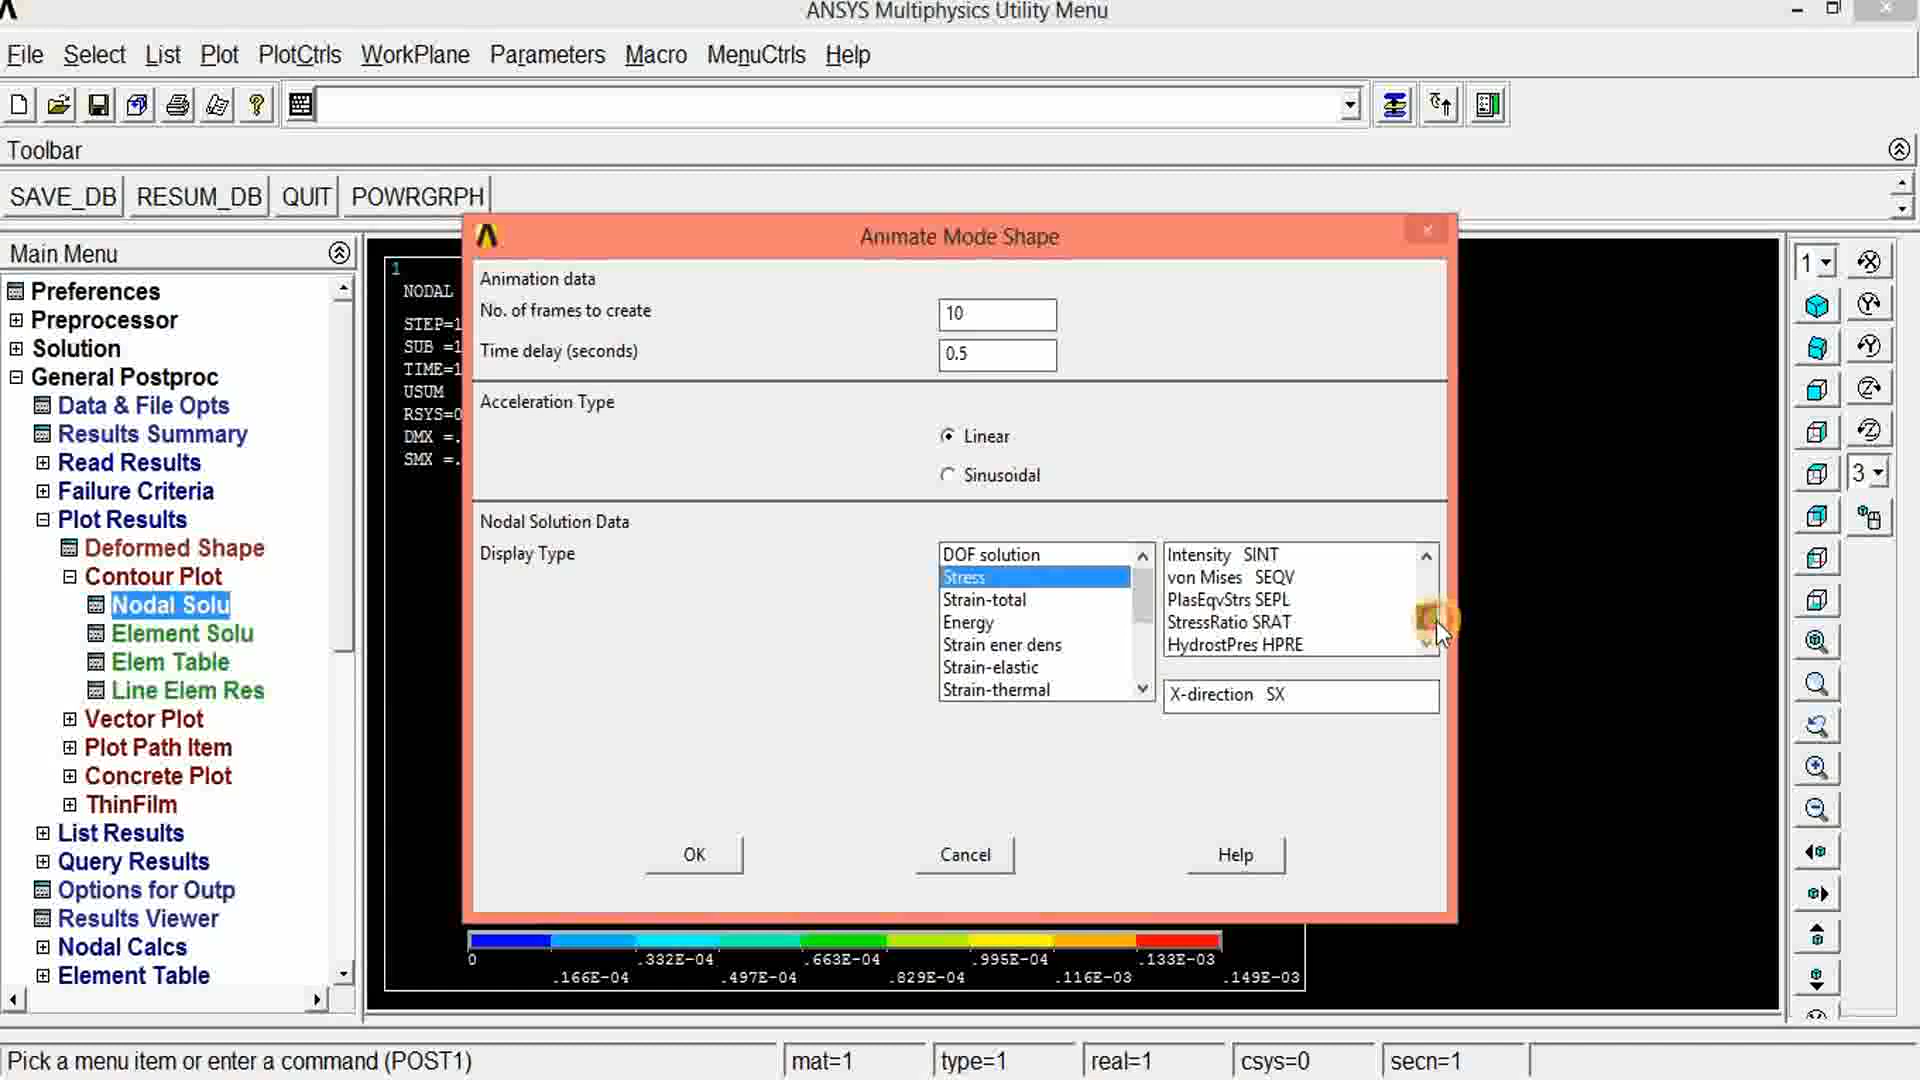 ANSYS Multiphysics Utility Menu
File Select List Plot PlotCtrls WorkPlane Parameters Macro MenuCtrls Help
Toolbar
SAVE_DB RESUM_DB QUIT POWRGRPH
Main Menu
Preferences
Preprocessor
Solution
General Postproc
Data & File Opts
Results Summary
Read Results
Failure Criteria
Plot Results
Deformed Shape
Contour Plot
Nodal Solu
Element Solu
Elem Table
Line Elem Res
Vector Plot
Plot Path Item
Concrete Plot
ThinFilm
List Results
Query Results
Options for Outp
Results Viewer
Nodal Calcs
Element Table
1
NODAL
STEP=1
SUB =1
TIME=1
USUM
RSYS=0
DMX =.
SMX =.
Animate Mode Shape
Animation data
No. of frames to create 10
Time delay (seconds) 0.5
Acceleration Type
Linear
Sinusoidal
Nodal Solution Data
Display Type
DOF solution
Stress
Strain-total
Energy
Strain ener dens
Strain-elastic
Strain-thermal
Intensity SINT
von Mises SEQV
PlasEqvStrs SEPL
StressRatio SRAT
HydrostPres HPRE
X-direction SX
OK Cancel Help
0 .332E-04 .663E-04 .995E-04 .133E-03
.166E-04 .497E-04 .829E-04 .116E-03 .149E-03
1
3
Pick a menu item or enter a command (POST1) mat=1 type=1 real=1 csys=0 secn=1